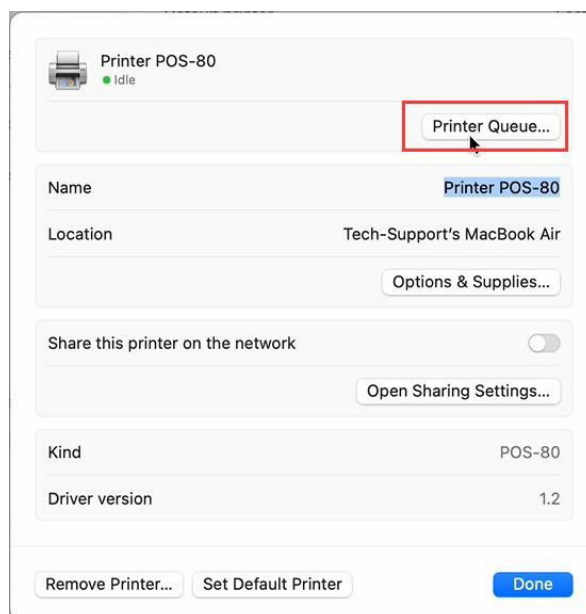 Printer POS-80
Idle
Printer Queue...
Name Printer POS-80
Location Tech-Support's MacBook Air
Options & Supplies...
Share this printer on the network
Open Sharing Settings...
Kind POS-80
Driver version 1.2
Remove Printer... Set Default Printer Done